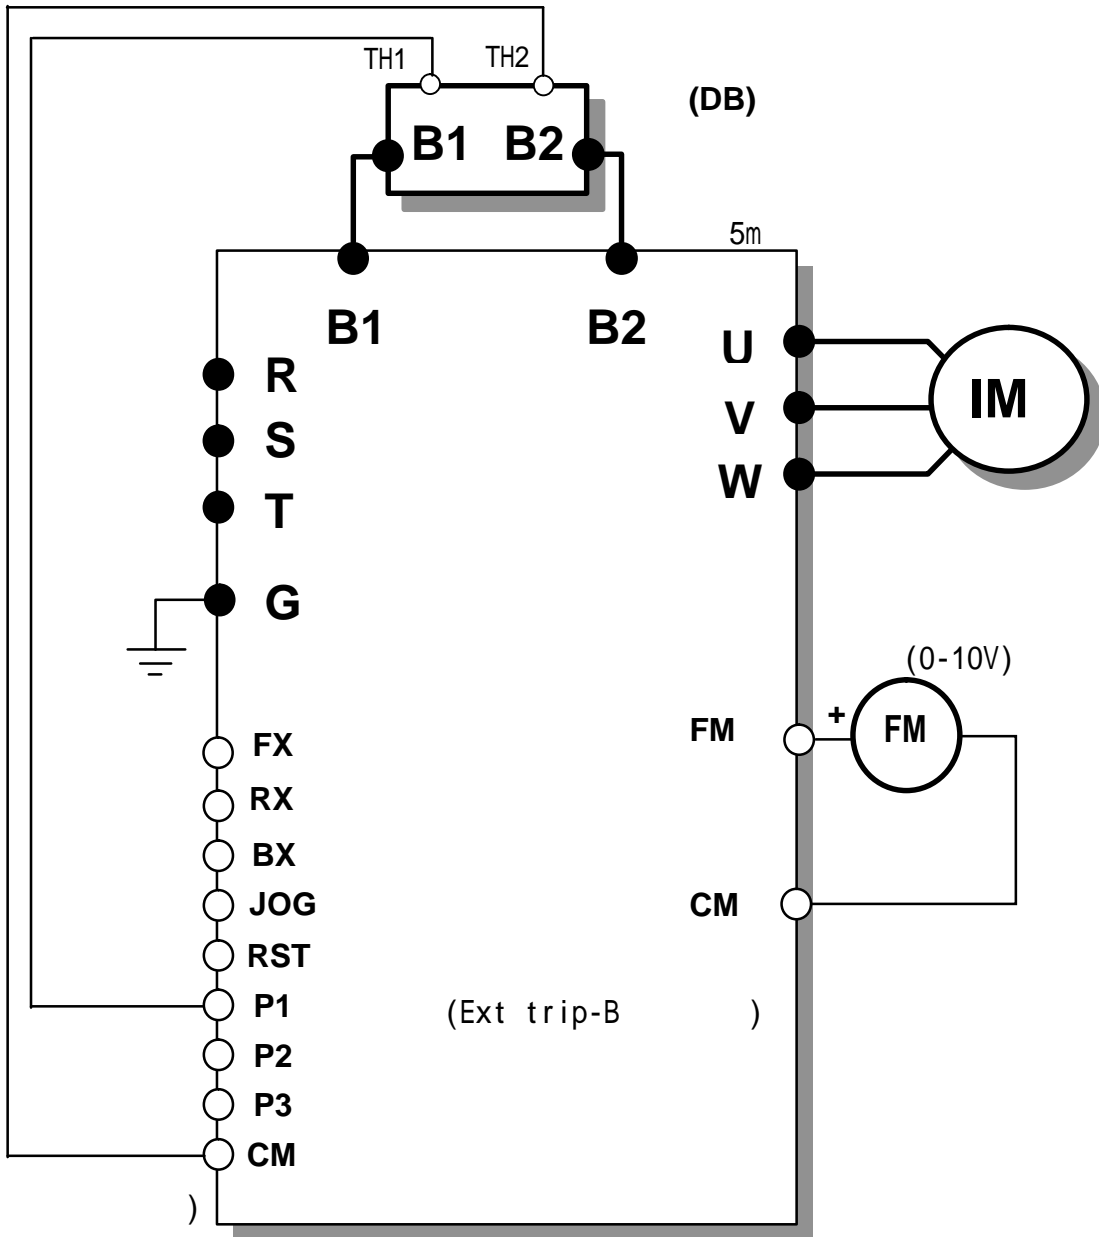 TH1 TH2
(DB)
B1 B2
5m
B1 B2
U
R
IM
V
S
W
T
G
(0-10V)
FM + FM
FX
RX
BX
JOG
CM
RST
P1 (Ext trip-B )
P2
P3
CM
)